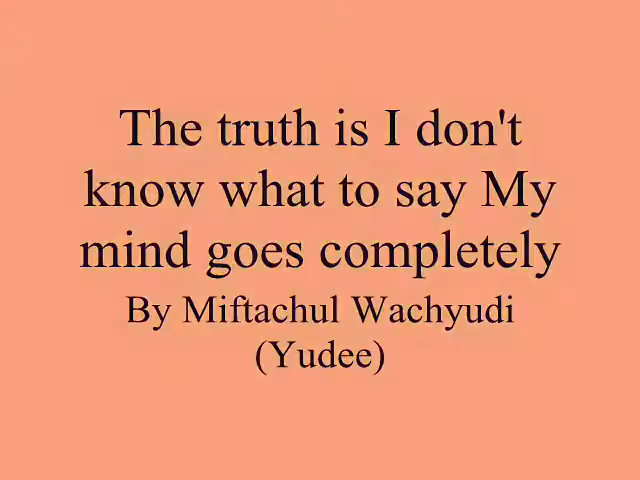 The truth is I don't
know what to say My
mind goes completely
By Miftachul Wachyudi
(Yudee)